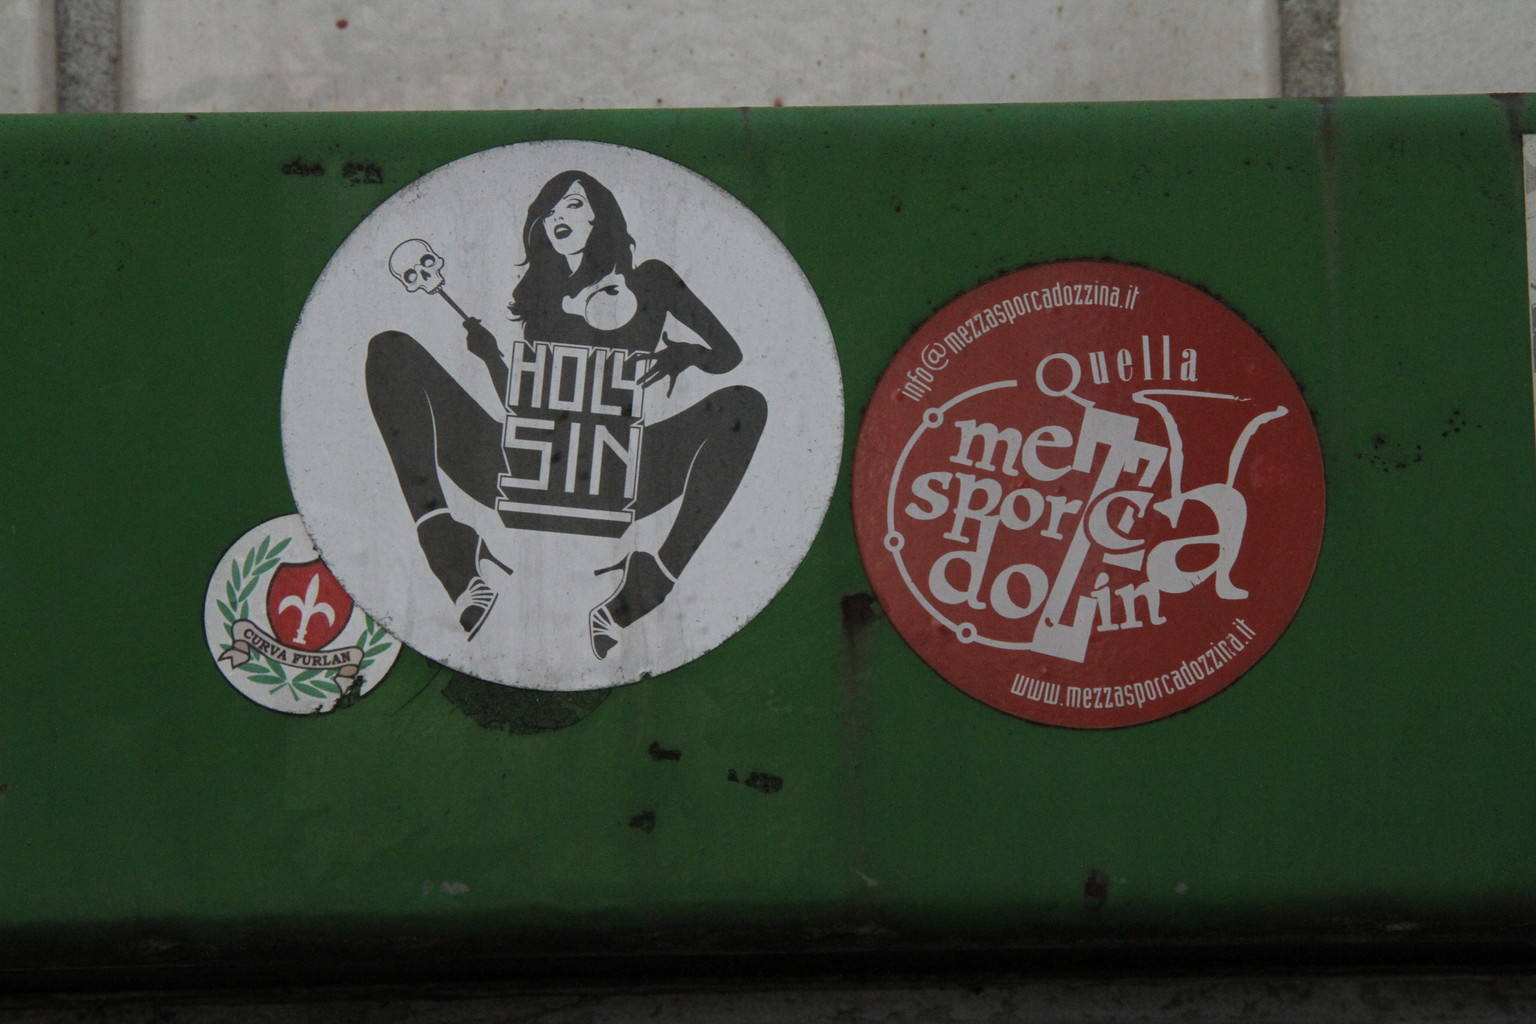 HOLY
SIN
CURVA FURLAN
info@mezzasporcadozzina.it
Quella
mezza
sporca
dozzina
www.mezzasporcadozzina.it